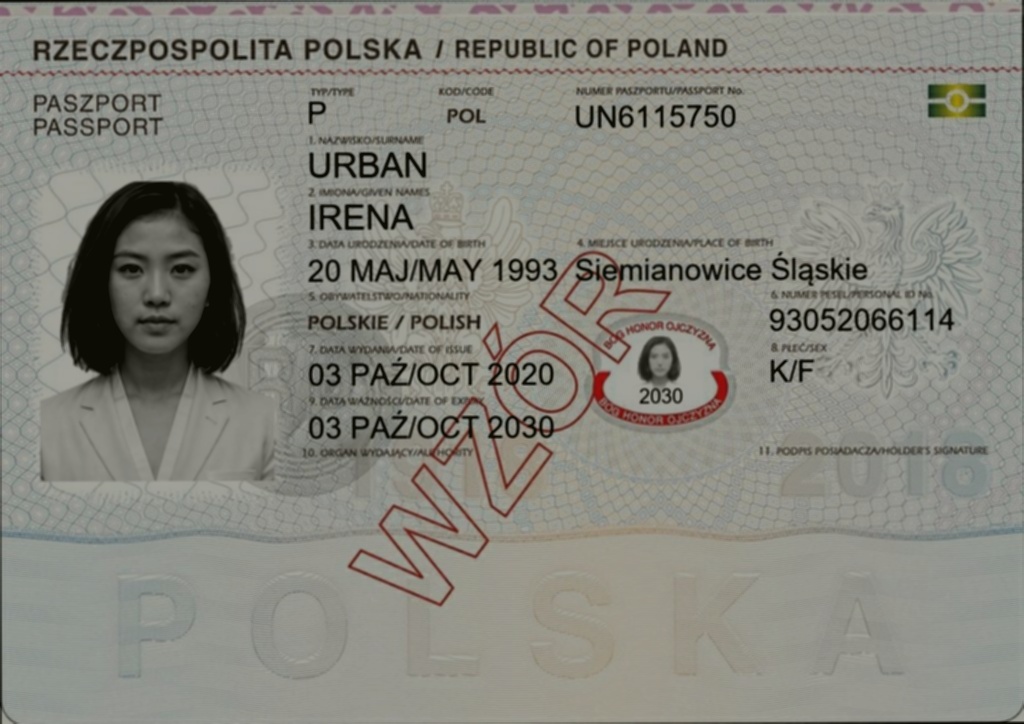 RZECZPOSPOLITA POLSKA / REPUBLIC OF POLAND
PASZPORT
PASSPORT
TYP/TYPE KOD/CODE NUMER PASZPORTU/PASSPORT No.
P POL UN6115750
1. NAZWISKO/SURNAME
URBAN
2. IMIONA/GIVEN NAMES
IRENA
3. DATA URODZENIA/DATE OF BIRTH 4. MIEJSCE URODZENIA/PLACE OF BIRTH
20 MAJ/MAY 1993 Siemianowice Śląskie
5. OBYWATELSTWO/NATIONALITY 6. NUMER PESEL/PERSONAL ID No.
POLSKIE / POLISH 93052066114
7. DATA WYDANIA/DATE OF ISSUE 8. PŁEĆ/SEX
03 PAŹ/OCT 2020 K/F
9. DATA WAŻNOŚCI/DATE OF EXPIRY
03 PAŹ/OCT 2030
10. ORGAN WYDAJĄCY/AUTHORITY 11. PODPIS POSIADACZA/HOLDER'S SIGNATURE
BÓG HONOR OJCZYZNA
2030
BÓG HONOR OJCZYZNA
WZÓR
2018
POLSKA